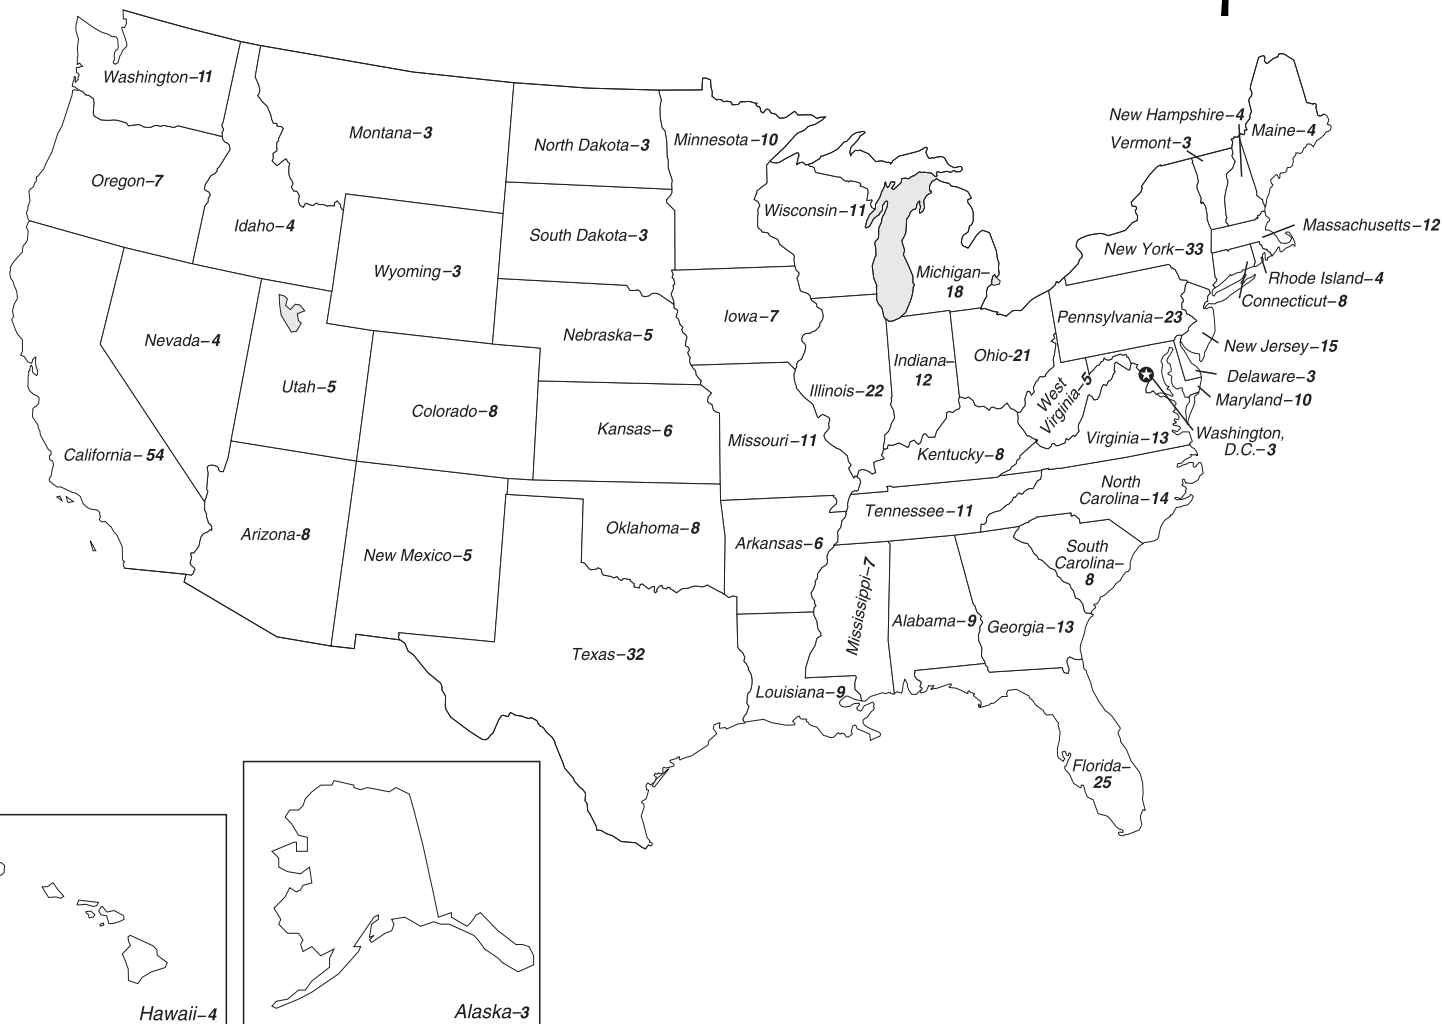 Washington–11
Oregon–7
California–54
Idaho–4
Nevada–4
Montana–3
Wyoming–3
Utah–5
Colorado–8
Arizona-8
New Mexico–5
North Dakota–3
South Dakota–3
Nebraska–5
Kansas–6
Oklahoma–8
Texas–32
Minnesota–10
Iowa–7
Missouri–11
Arkansas–6
Louisiana–9
Wisconsin–11
Illinois–22
Michigan–
18
Indiana–
12
Ohio-21
Kentucky–8
Tennessee–11
Mississippi–7
Alabama–9
Georgia–13
Florida–
25
South
Carolina–
8
North
Carolina–14
Virginia–13
West
Virginia–5
Pennsylvania–23
New York–33
Vermont–3
New Hampshire–4
Maine–4
Massachusetts–12
Rhode Island–4
Connecticut–8
New Jersey–15
Delaware–3
Maryland–10
Washington,
D.C.–3
Hawaii–4
Alaska–3